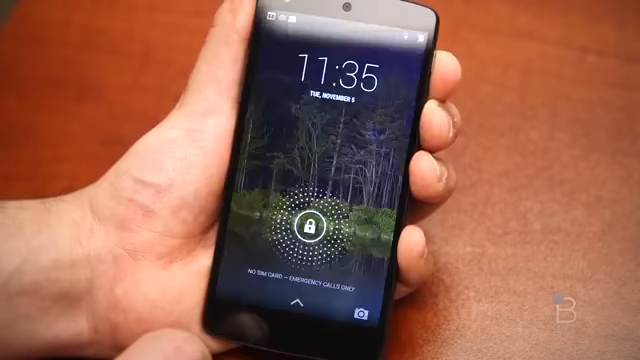 11:35
TUE, NOVEMBER 5
NO SIM CARD — EMERGENCY CALLS ONLY
B